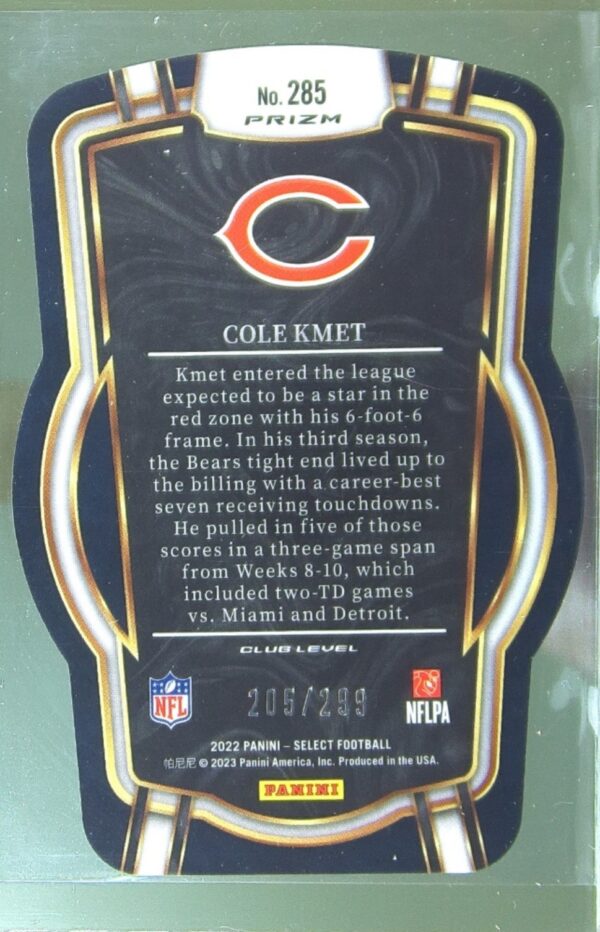 No. 285
PRIZM
COLE KMET
Kmet entered the league
expected to be a star in the
red zone with his 6-foot-6
frame. In his third season,
the Bears tight end lived up to
the billing with a career-best
seven receiving touchdowns.
He pulled in five of those
scores in a three-game span
from Weeks 8-10, which
included two-TD games
vs. Miami and Detroit.
CLUB LEVEL
NFL
205/299
NFLPA
2022 PANINI – SELECT FOOTBALL
帕尼尼 © 2023 Panini America, Inc. Produced in the USA.
PANINI